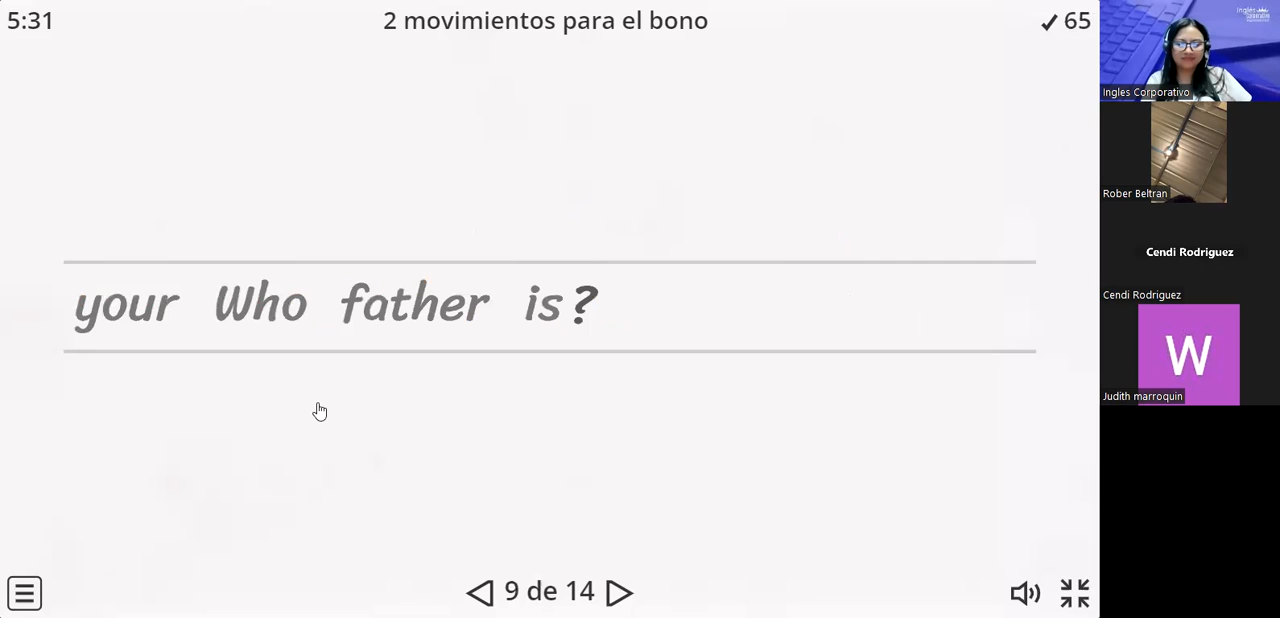 5:31
2 movimientos para el bono
65
your Who father is?
9 de 14
Ingles Corporativo
Rober Beltran
Cendi Rodriguez
Cendi Rodriguez
W
Judith marroquin